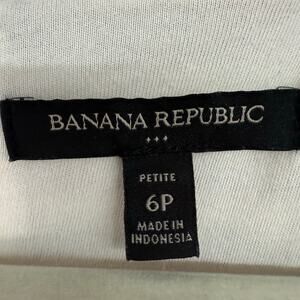 BANANA REPUBLIC
PETITE
6P
MADE IN
INDONESIA